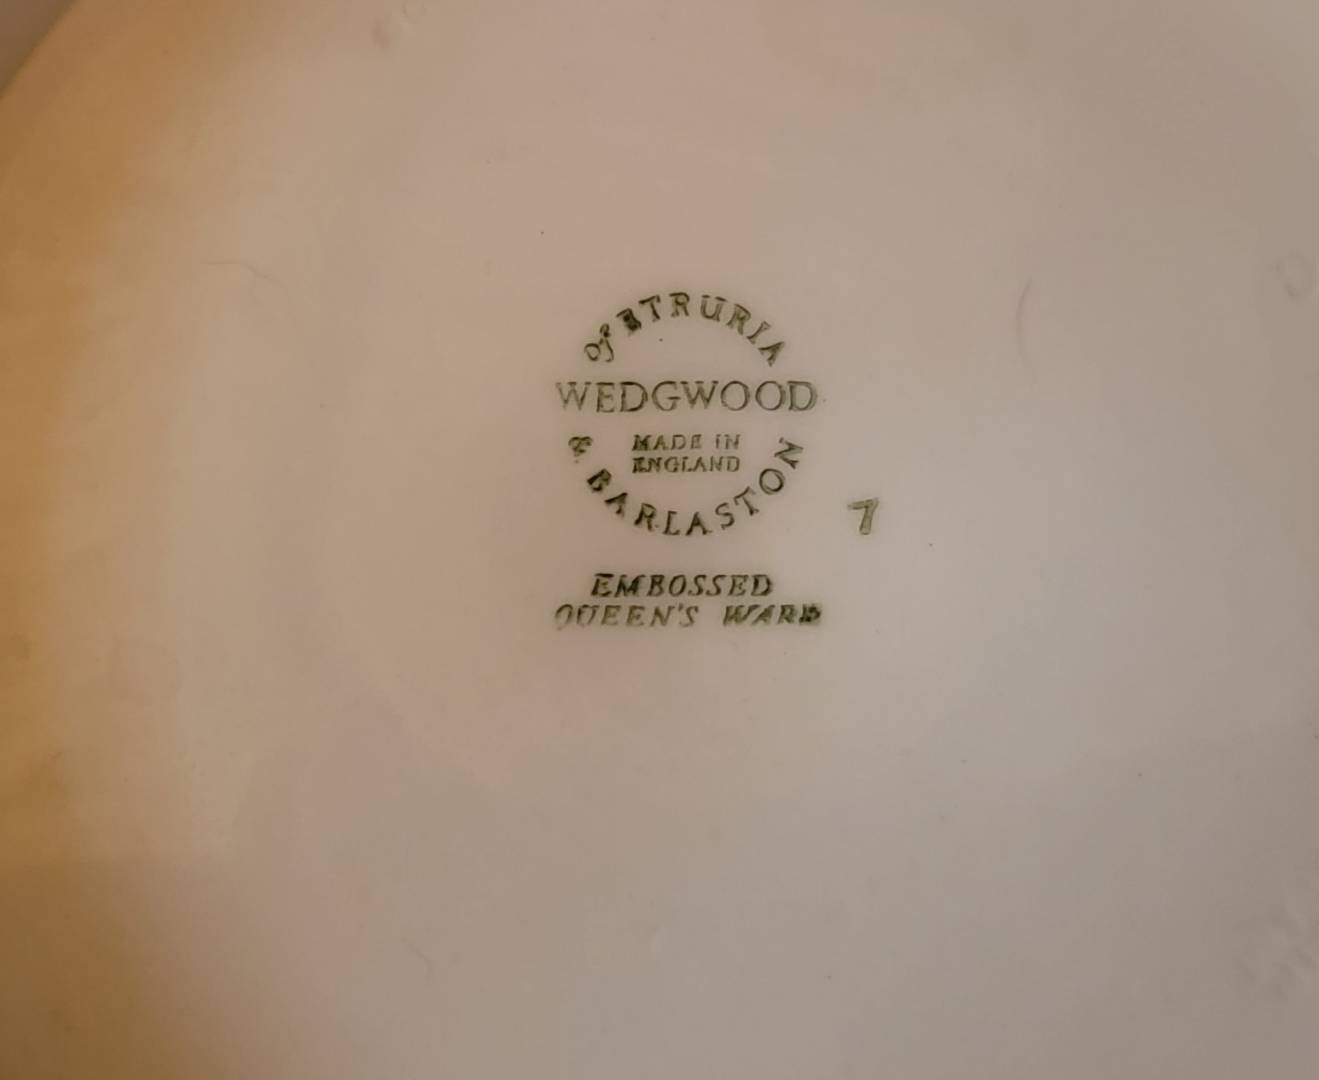 Of ETRURIA
WEDGWOOD
MADE IN
ENGLAND
& BARLASTON
7
EMBOSSED
QUEEN'S WARE